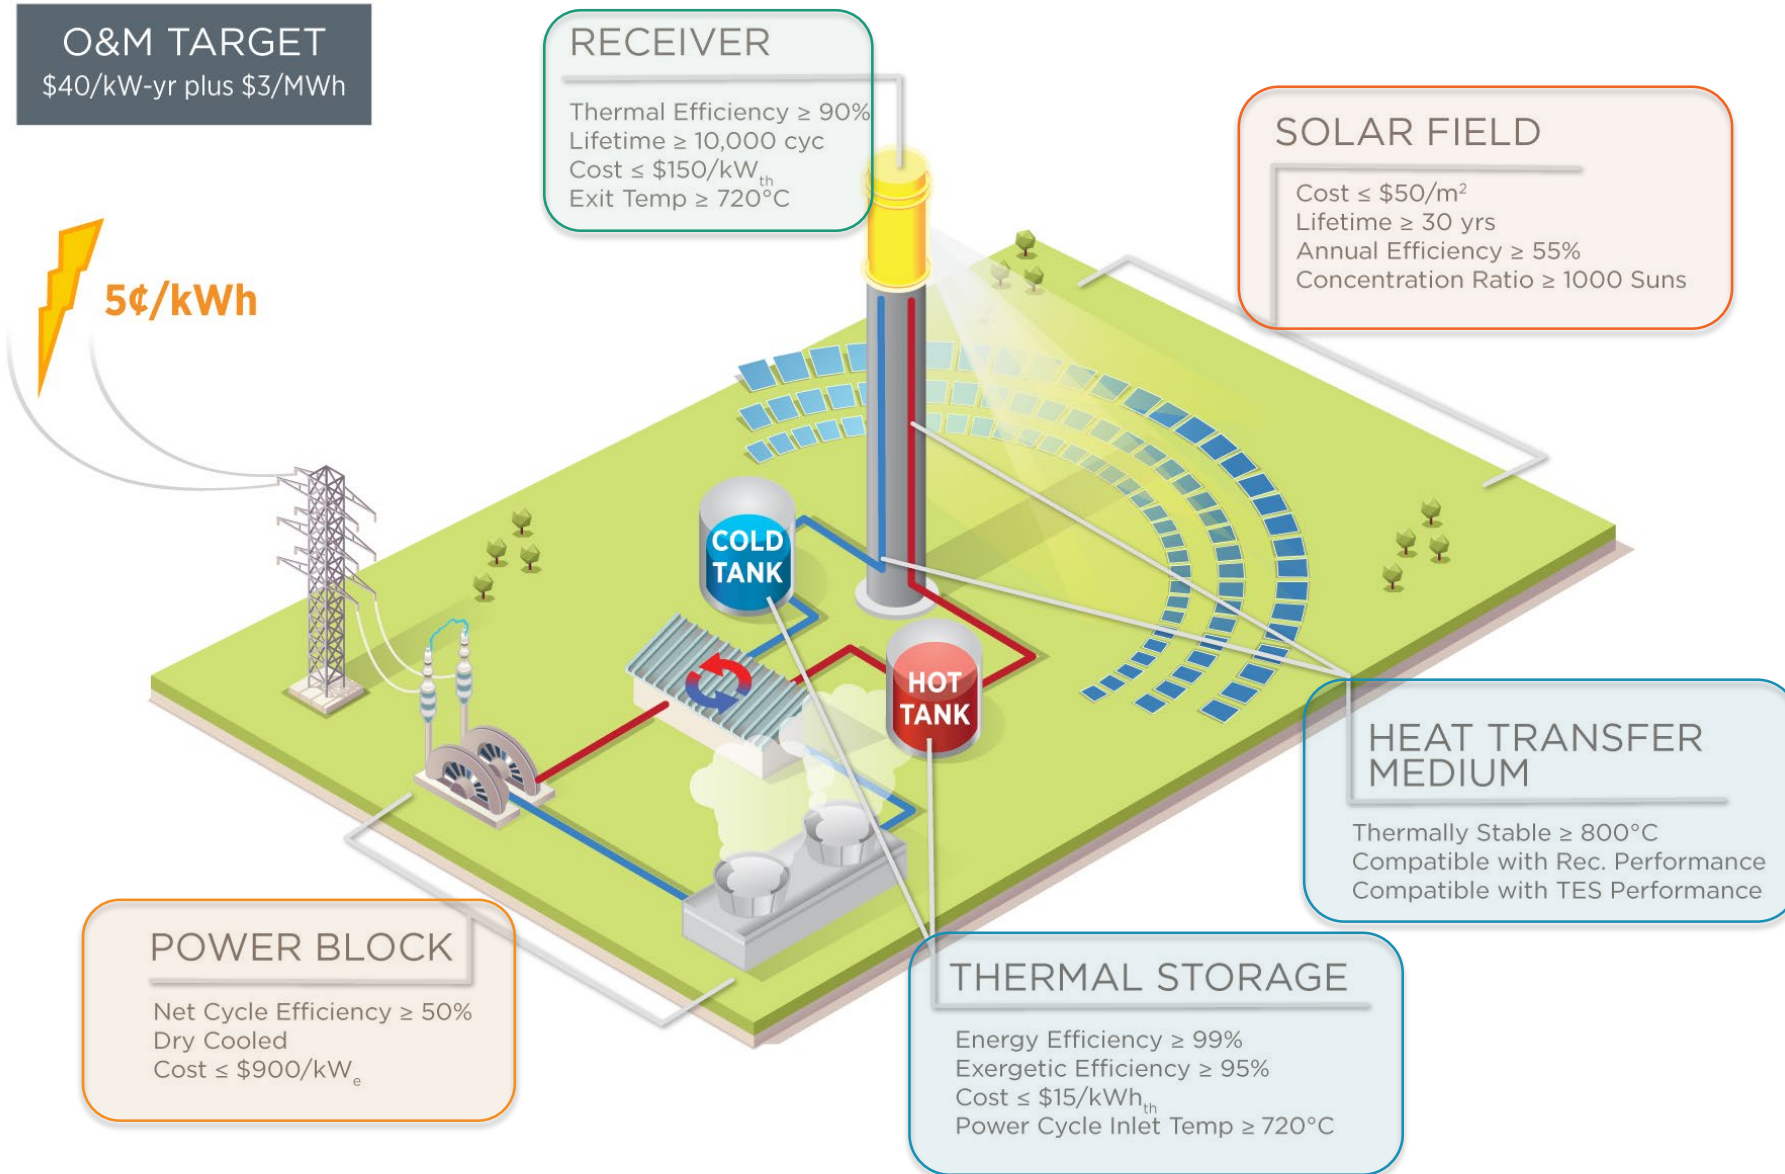 O&M TARGET
$40/kW-yr plus $3/MWh
RECEIVER
Thermal Efficiency ≥ 90%
Lifetime ≥ 10,000 cyc
Cost ≤ $150/kWth
Exit Temp ≥ 720°C
SOLAR FIELD
Cost ≤ $50/m²
Lifetime ≥ 30 yrs
Annual Efficiency ≥ 55%
Concentration Ratio ≥ 1000 Suns
5¢/kWh
COLD
TANK
HOT
TANK
HEAT TRANSFER
MEDIUM
Thermally Stable ≥ 800°C
Compatible with Rec. Performance
Compatible with TES Performance
POWER BLOCK
Net Cycle Efficiency ≥ 50%
Dry Cooled
Cost ≤ $900/kWe
THERMAL STORAGE
Energy Efficiency ≥ 99%
Exergetic Efficiency ≥ 95%
Cost ≤ $15/kWhth
Power Cycle Inlet Temp ≥ 720°C